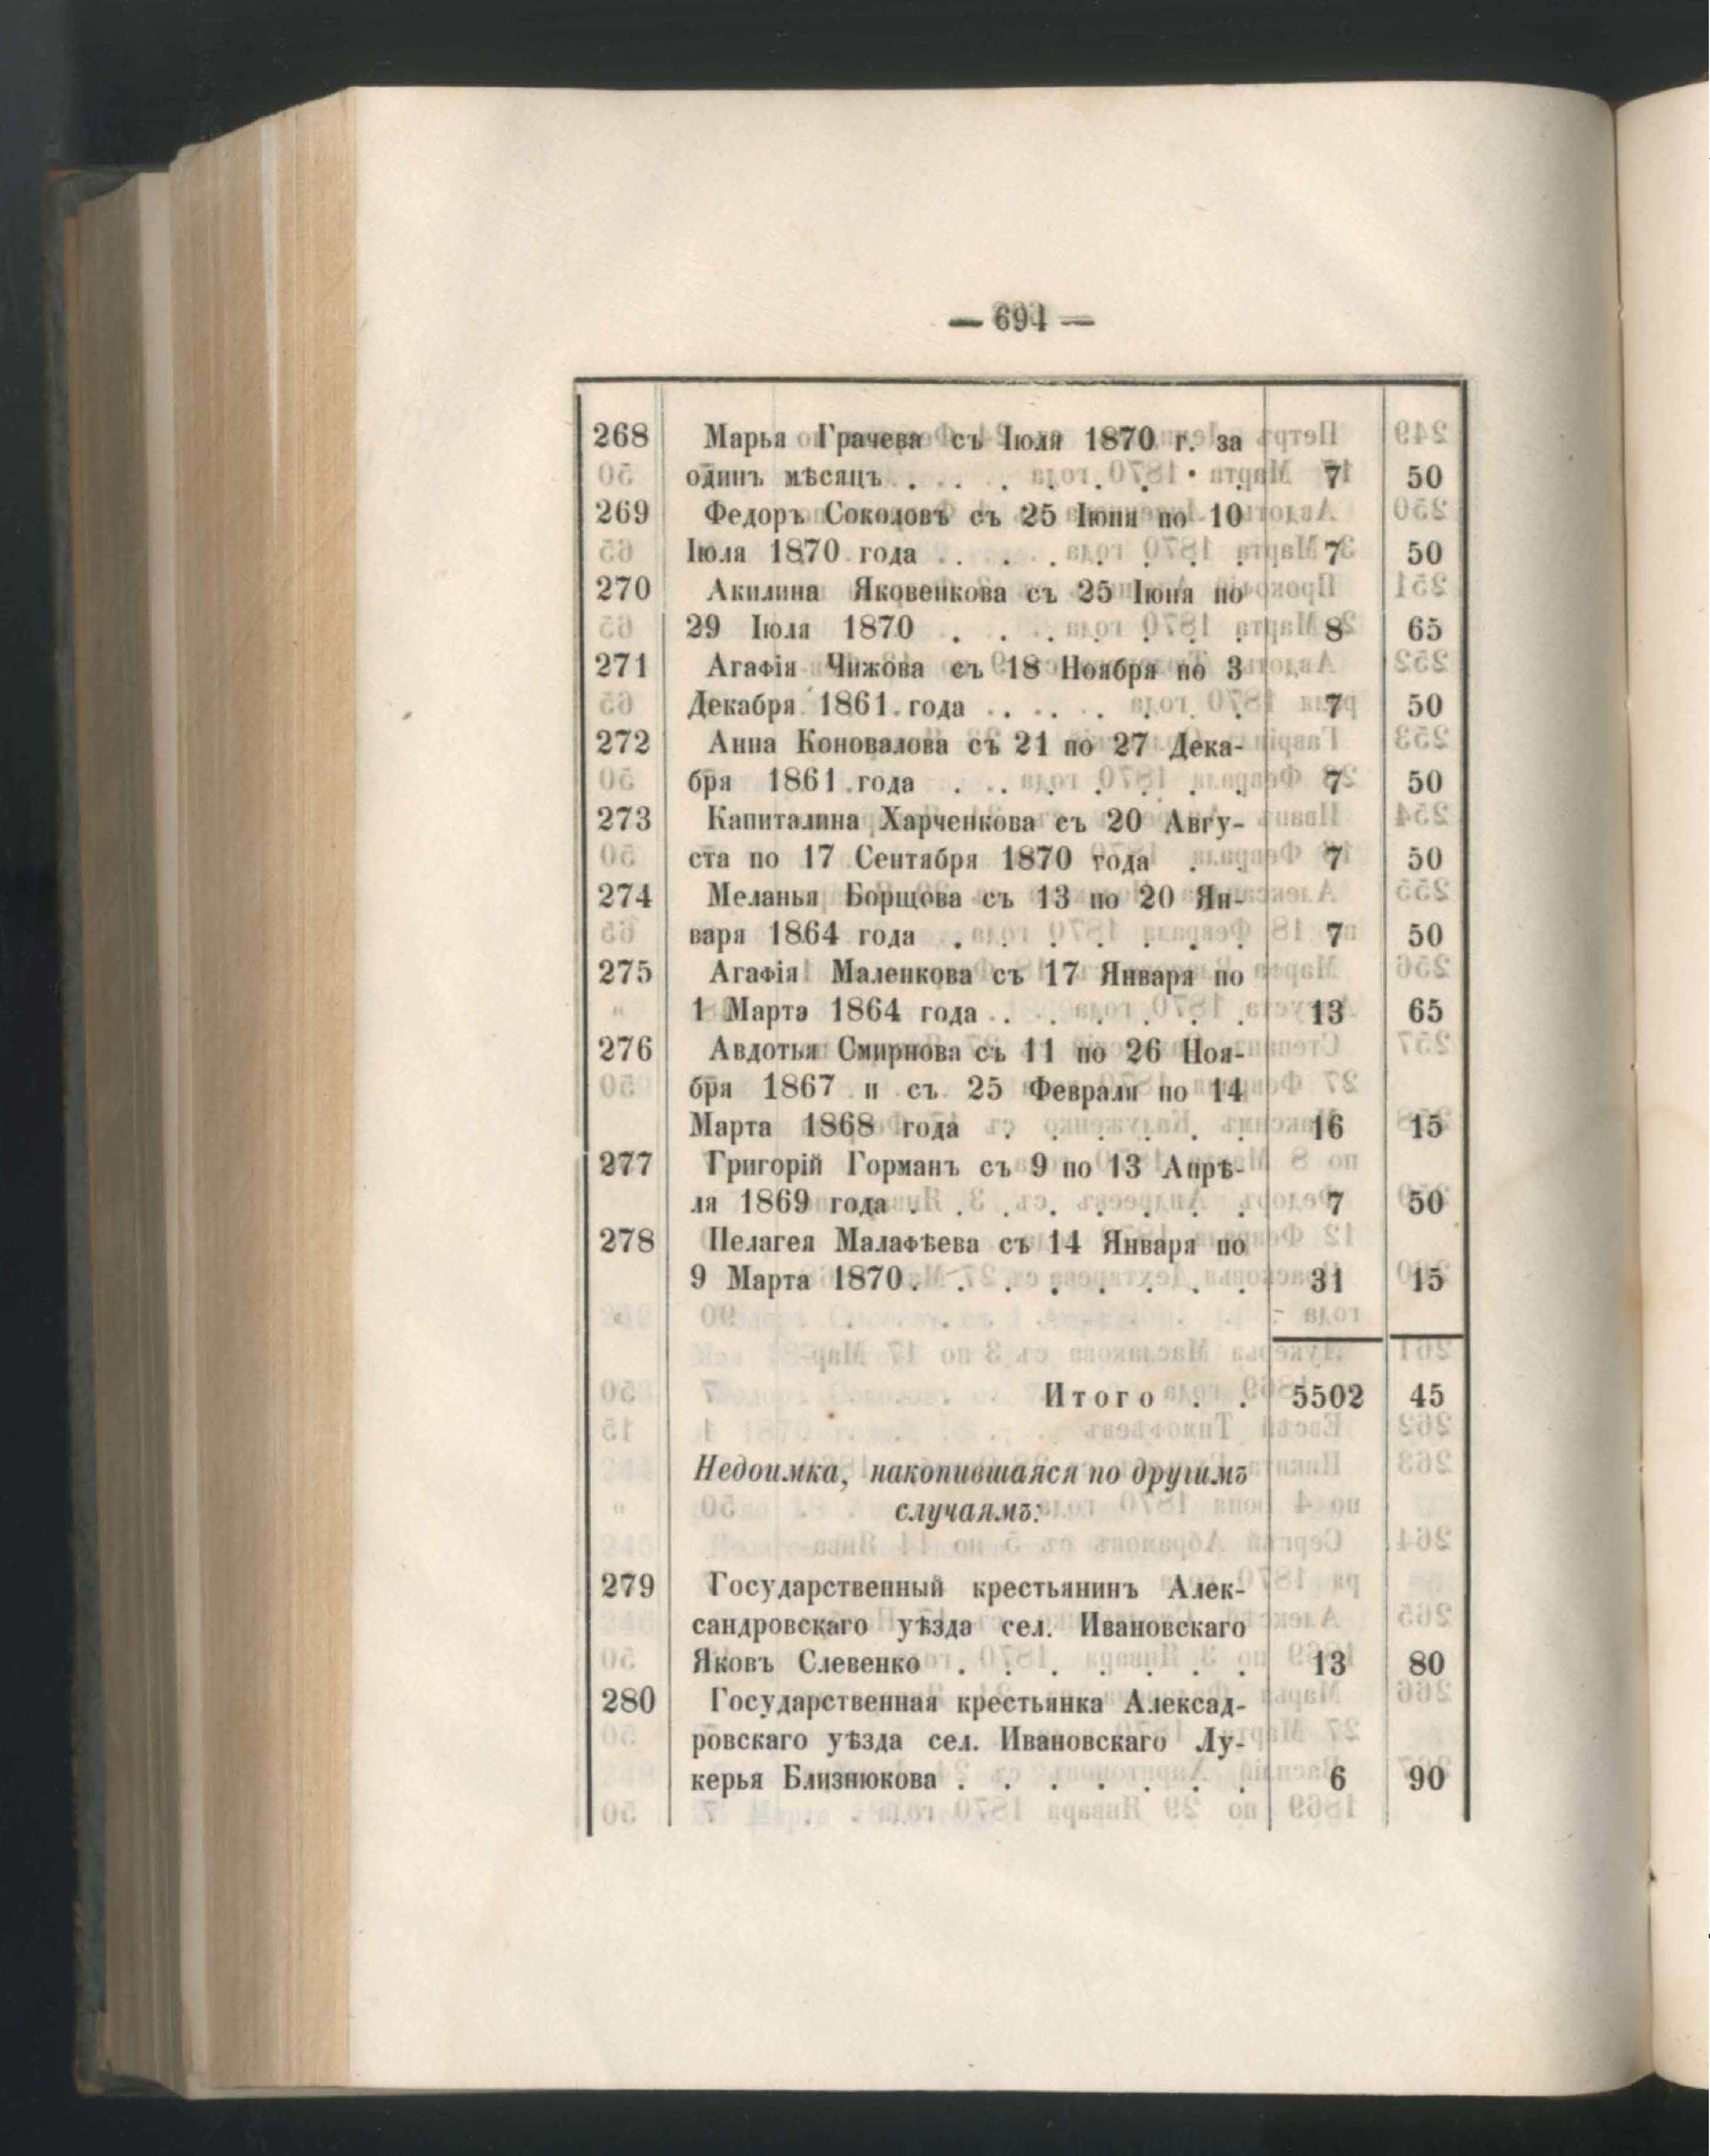 — 694 —
268 Марья Грачева съ Іюля 1870 г. за
одинъ мѣсяцъ . . . . . . . . 7 50
269 Федоръ Соколовъ съ 25 Іюня по 10
Іюля 1870 года . . . . . . . 7 50
270 Акилина Яковенкова съ 25 Іюня по
29 Іюля 1870 . . . . . . . 8 65
271 Агафія Чижова съ 18 Ноября по 3
Декабря 1861 года . . . . . . 7 50
272 Анна Коновалова съ 21 по 27 Дека-
бря 1861 года . . . . . . . 7 50
273 Капиталина Харченкова съ 20 Авгу-
ста по 17 Сентября 1870 года . . 7 50
274 Меланья Борщова съ 13 по 20 Ян-
варя 1864 года . . . . . . . 7 50
275 Агафія Маленкова съ 17 Января по
1 Марта 1864 года . . . . . . 13 65
276 Авдотья Смирнова съ 11 по 26 Ноя-
бря 1867 и съ 25 Февраля по 14
Марта 1868 года . . . . . . 16 15
277 Григорій Горманъ съ 9 по 13 Апрѣ-
ля 1869 года . . . . . . . . 7 50
278 Пелагея Малафѣева съ 14 Января по
9 Марта 1870 . . . . . . . . 31 15
Итого . . 5502 45
Недоимка, накопившаяся по другимъ
случаямъ:
279 Государственный крестьянинъ Алек-
сандровскаго уѣзда сел. Ивановскаго
Яковъ Слевенко . . . . . . . 13 80
280 Государственная крестьянка Алексад-
ровскаго уѣзда сел. Ивановскаго Лу-
керья Близнюкова . . . . . . . 6 90